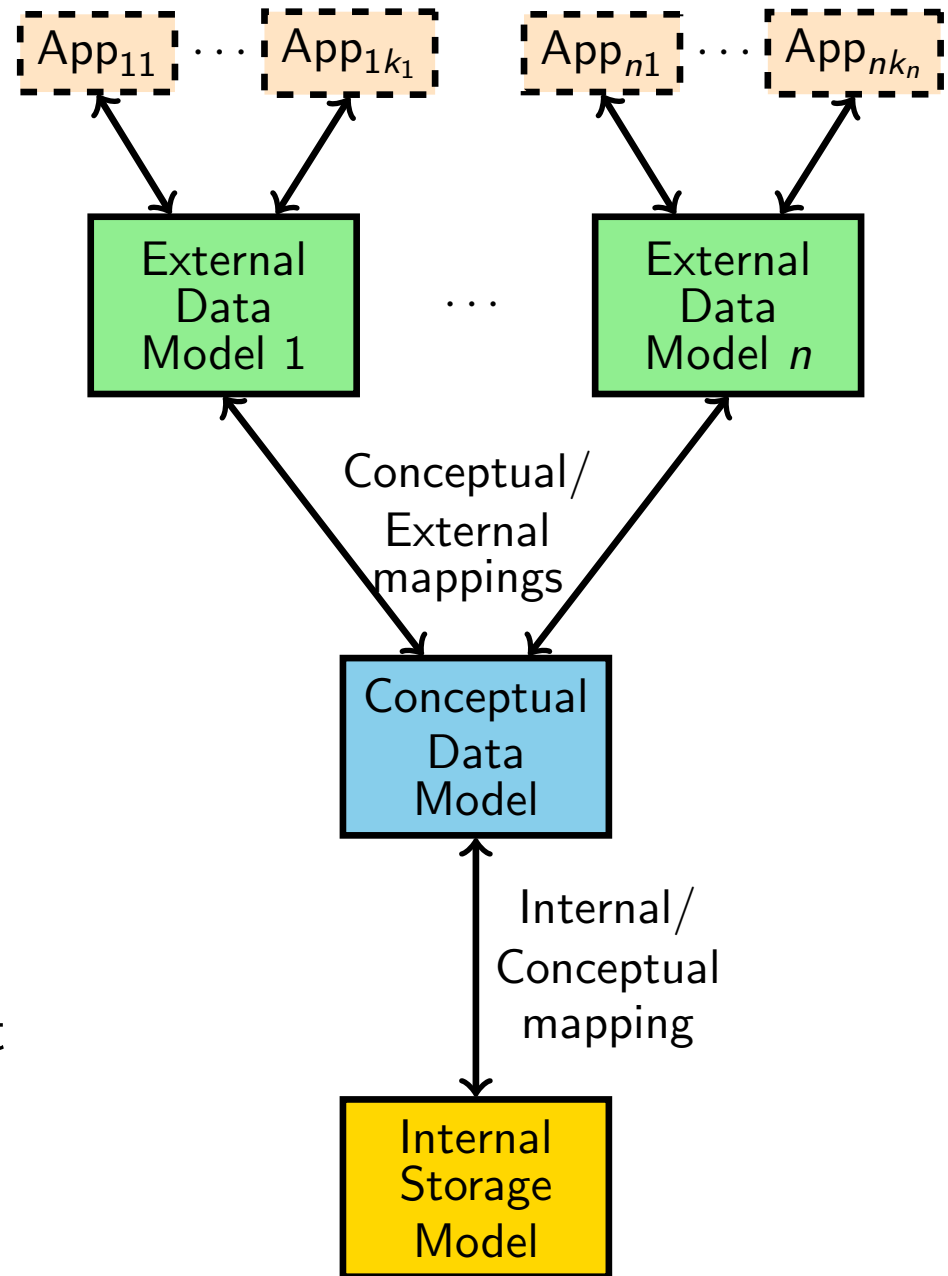 App₁₁ ··· App₁ₖ₁ Appₙ₁ ··· Appₙₖₙ
External
Data
Model 1
···
External
Data
Model n
Conceptual/
External
mappings
Conceptual
Data
Model
Internal/
Conceptual
mapping
t
Internal
Storage
Model